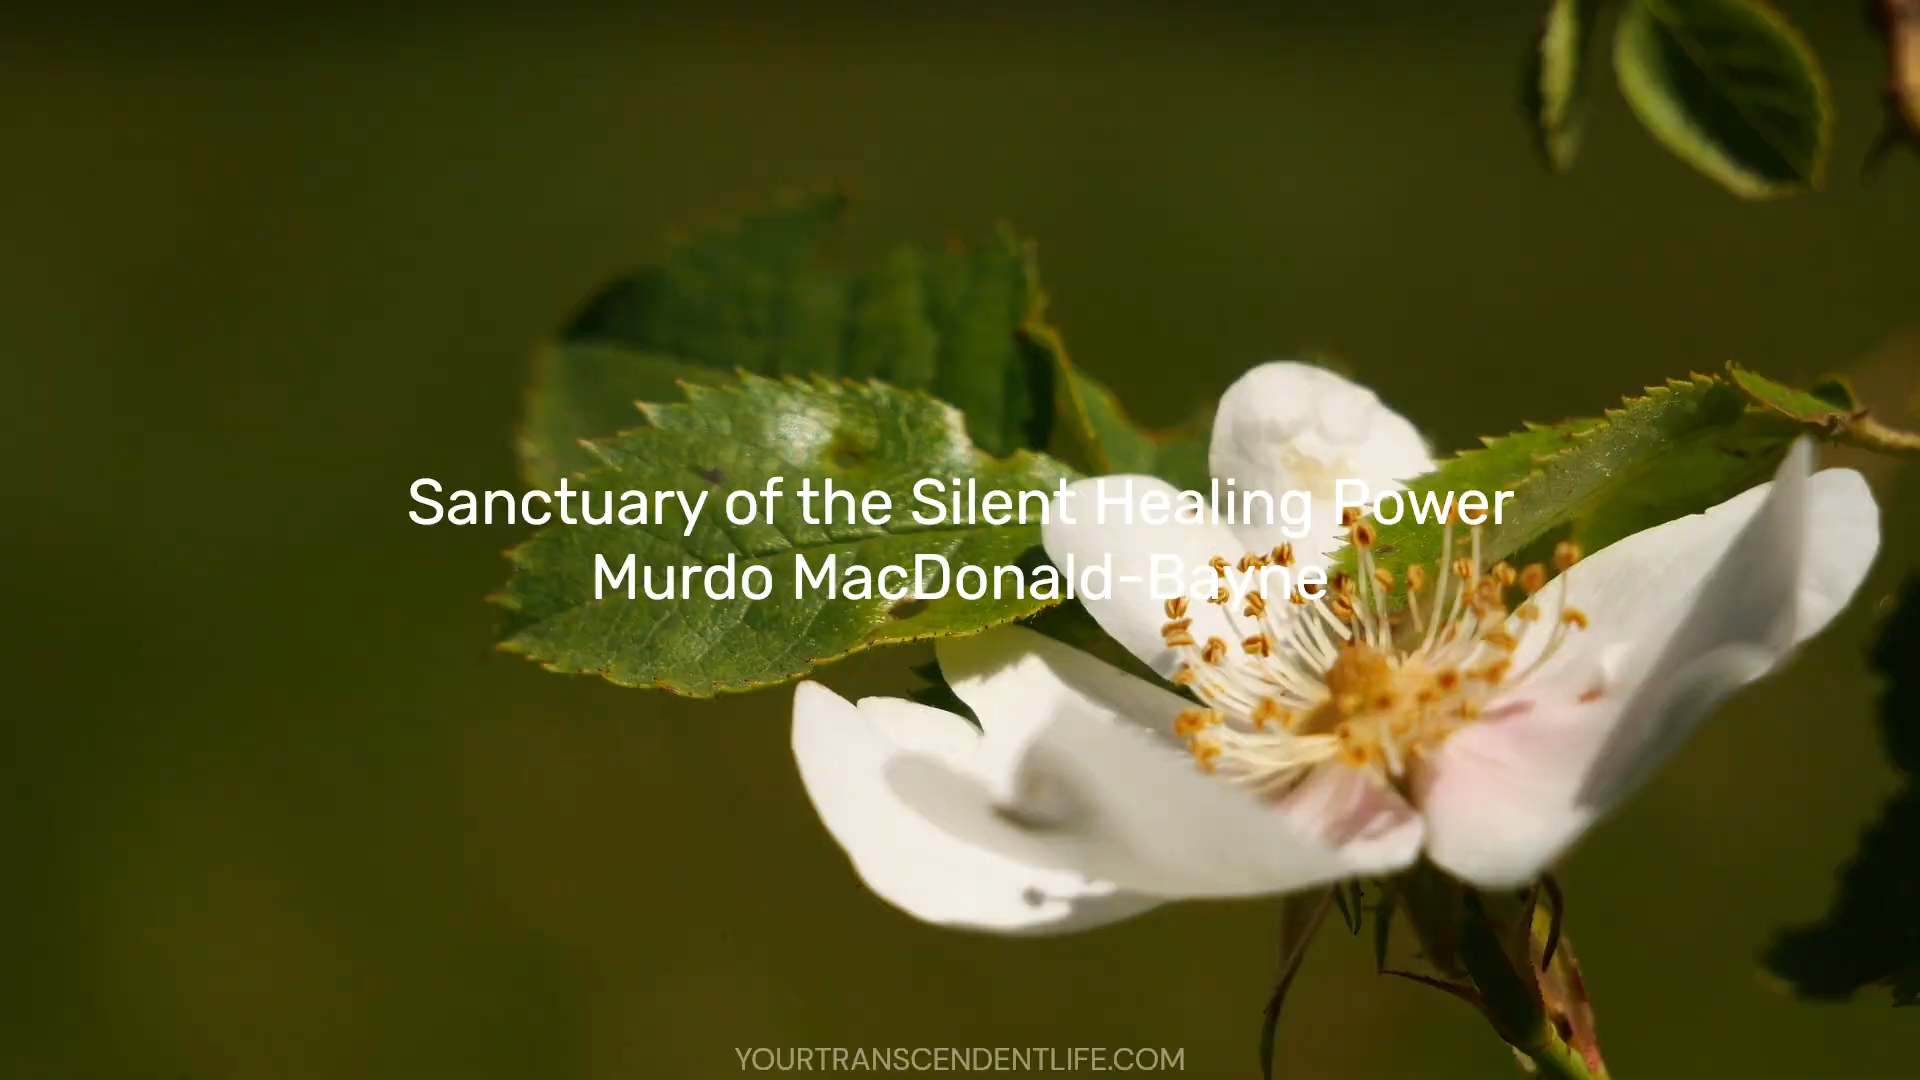 Sanctuary of the Silent Healing Power
Murdo MacDonald-Bayne
YOURTRANSCENDENTLIFE.COM